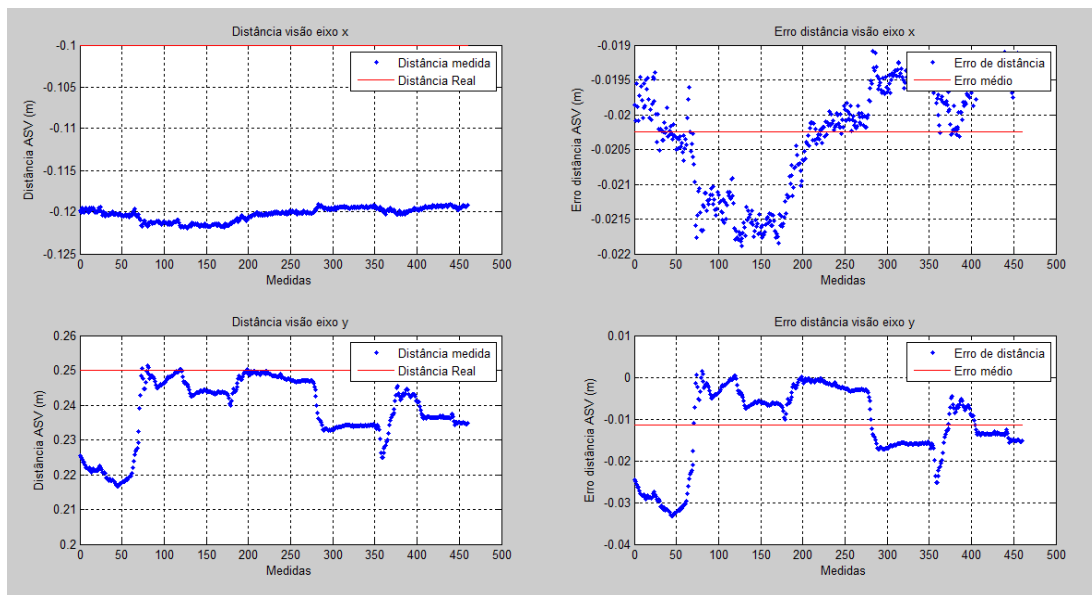 Distância visão eixo x
-0.1
-0.105
-0.11
-0.115
-0.12
-0.125
Distância ASV (m)
Distância medida
Distância Real
0 50 100 150 200 250 300 350 400 450 500
Medidas
Erro distância visão eixo x
-0.019
-0.0195
-0.02
-0.0205
-0.021
-0.0215
-0.022
Erro distância ASV (m)
Erro de distância
Erro médio
0 50 100 150 200 250 300 350 400 450 500
Medidas
Distância visão eixo y
0.26
0.25
0.24
0.23
0.22
0.21
0.2
Distância ASV (m)
Distância medida
Distância Real
0 50 100 150 200 250 300 350 400 450 500
Medidas
Erro distância visão eixo y
0.01
0
-0.01
-0.02
-0.03
-0.04
Erro distância ASV (m)
Erro de distância
Erro médio
0 50 100 150 200 250 300 350 400 450 500
Medidas